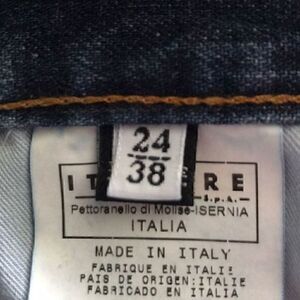 24
38
S.p.A.
Pettoranello di Molise-ISERNIA
ITALIA
MADE IN ITALY
FABRIQUE EN ITALIE
PAIS DE ORIGEN:ITALIE
FABRICADO EN ITALIA